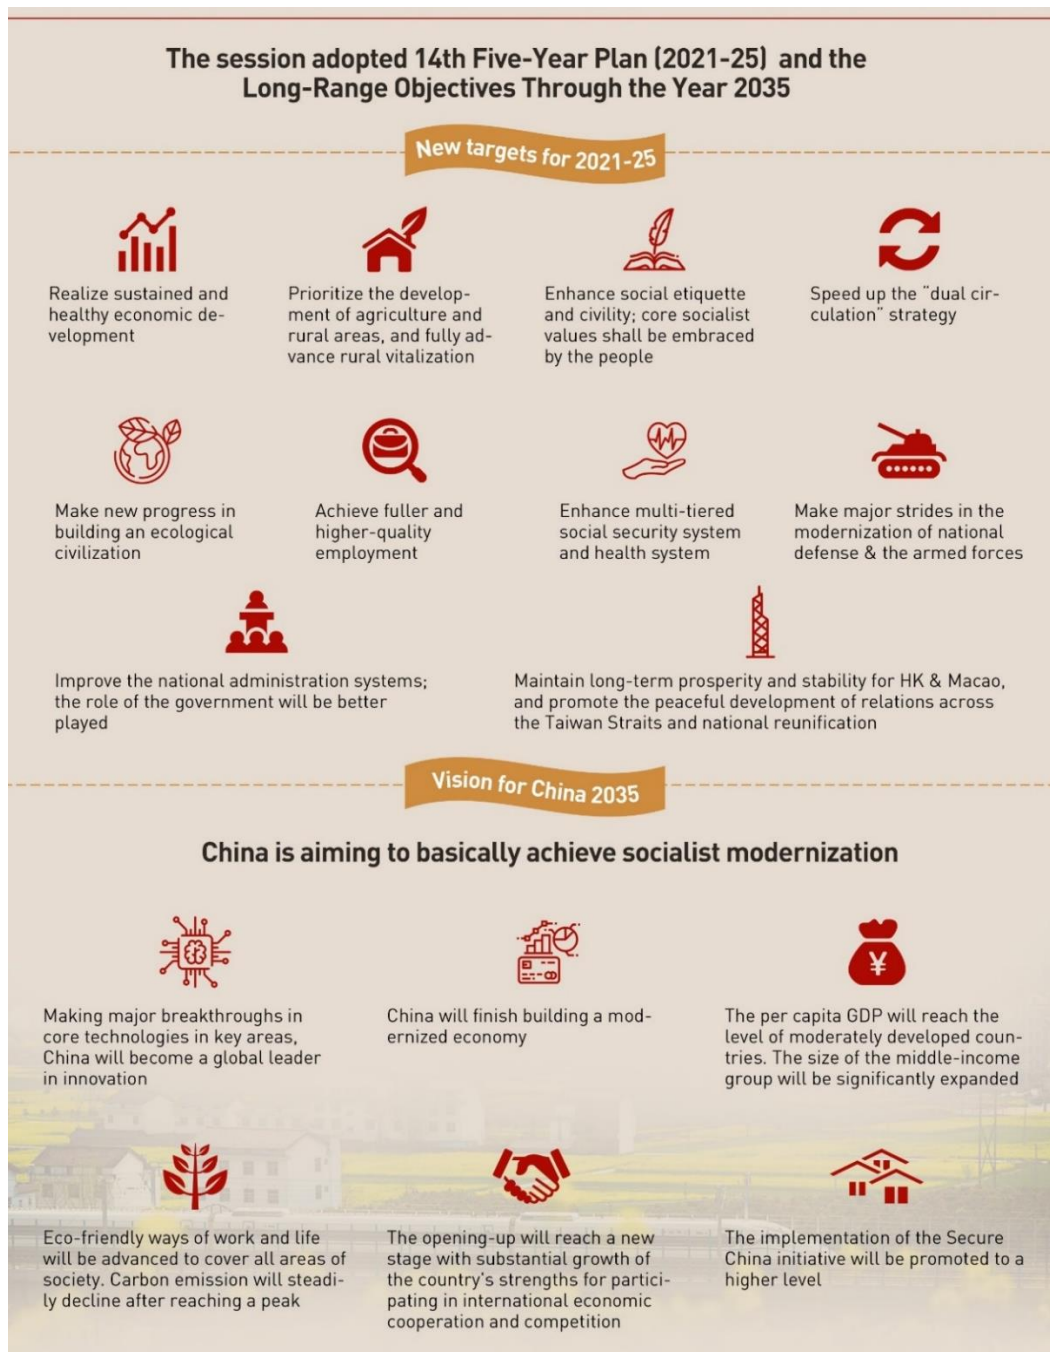 The session adopted 14th Five-Year Plan (2021-25) and the
Long-Range Objectives Through the Year 2035
New targets for 2021-25
Realize sustained and
healthy economic de-
velopment
Prioritize the develop-
ment of agriculture and
rural areas, and fully ad-
vance rural vitalization
Enhance social etiquette
and civility; core socialist
values shall be embraced
by the people
Speed up the "dual cir-
culation" strategy
Make new progress in
building an ecological
civilization
Achieve fuller and
higher-quality
employment
Enhance multi-tiered
social security system
and health system
Make major strides in the
modernization of national
defense & the armed forces
Improve the national administration systems;
the role of the government will be better
played
Maintain long-term prosperity and stability for HK & Macao,
and promote the peaceful development of relations across
the Taiwan Straits and national reunification
Vision for China 2035
China is aiming to basically achieve socialist modernization
Making major breakthroughs in
core technologies in key areas,
China will become a global leader
in innovation
China will finish building a mod-
ernized economy
¥
The per capita GDP will reach the
level of moderately developed coun-
tries. The size of the middle-income
group will be significantly expanded
Eco-friendly ways of work and life
will be advanced to cover all areas of
society. Carbon emission will steadi-
ly decline after reaching a peak
The opening-up will reach a new
stage with substantial growth of
the country's strengths for partici-
pating in international economic
cooperation and competition
The implementation of the Secure
China initiative will be promoted to a
higher level